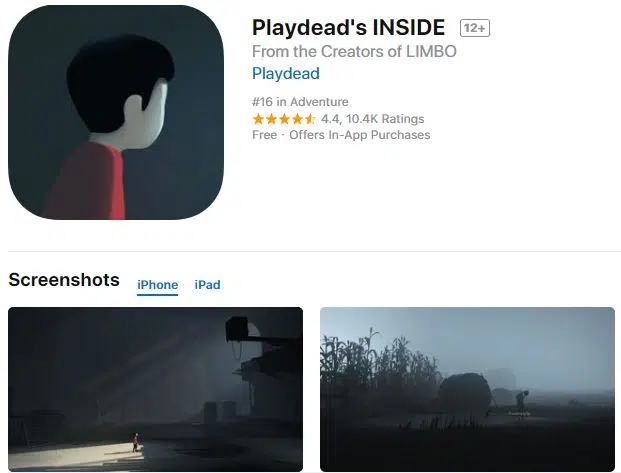 Playdead's INSIDE 12+
From the Creators of LIMBO
Playdead
#16 in Adventure
4.4, 10.4K Ratings
Free · Offers In-App Purchases
Screenshots iPhone iPad